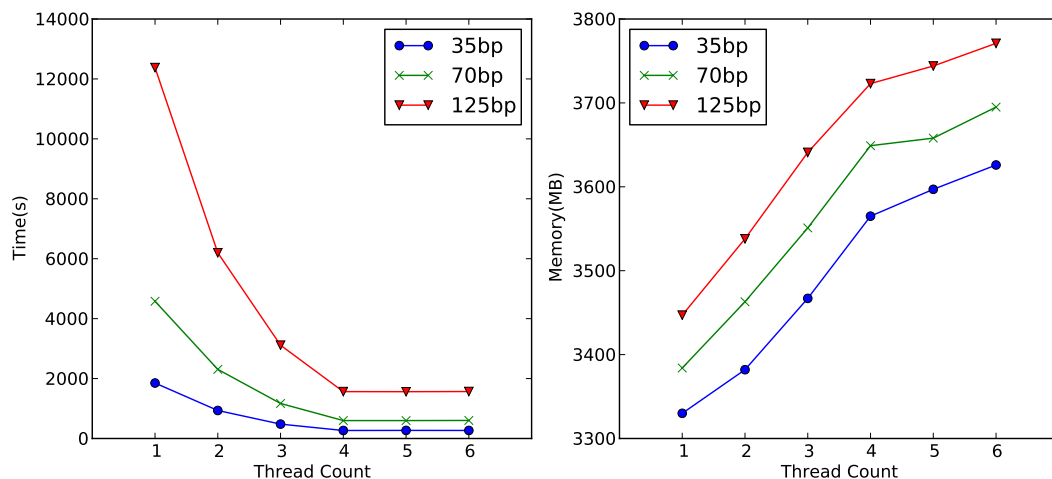 14000
12000
10000
8000
6000
4000
2000
0
Time(s)
1 2 3 4 5 6
Thread Count
35bp
70bp
125bp
3800
3700
3600
3500
3400
3300
Memory(MB)
1 2 3 4 5 6
Thread Count
35bp
70bp
125bp